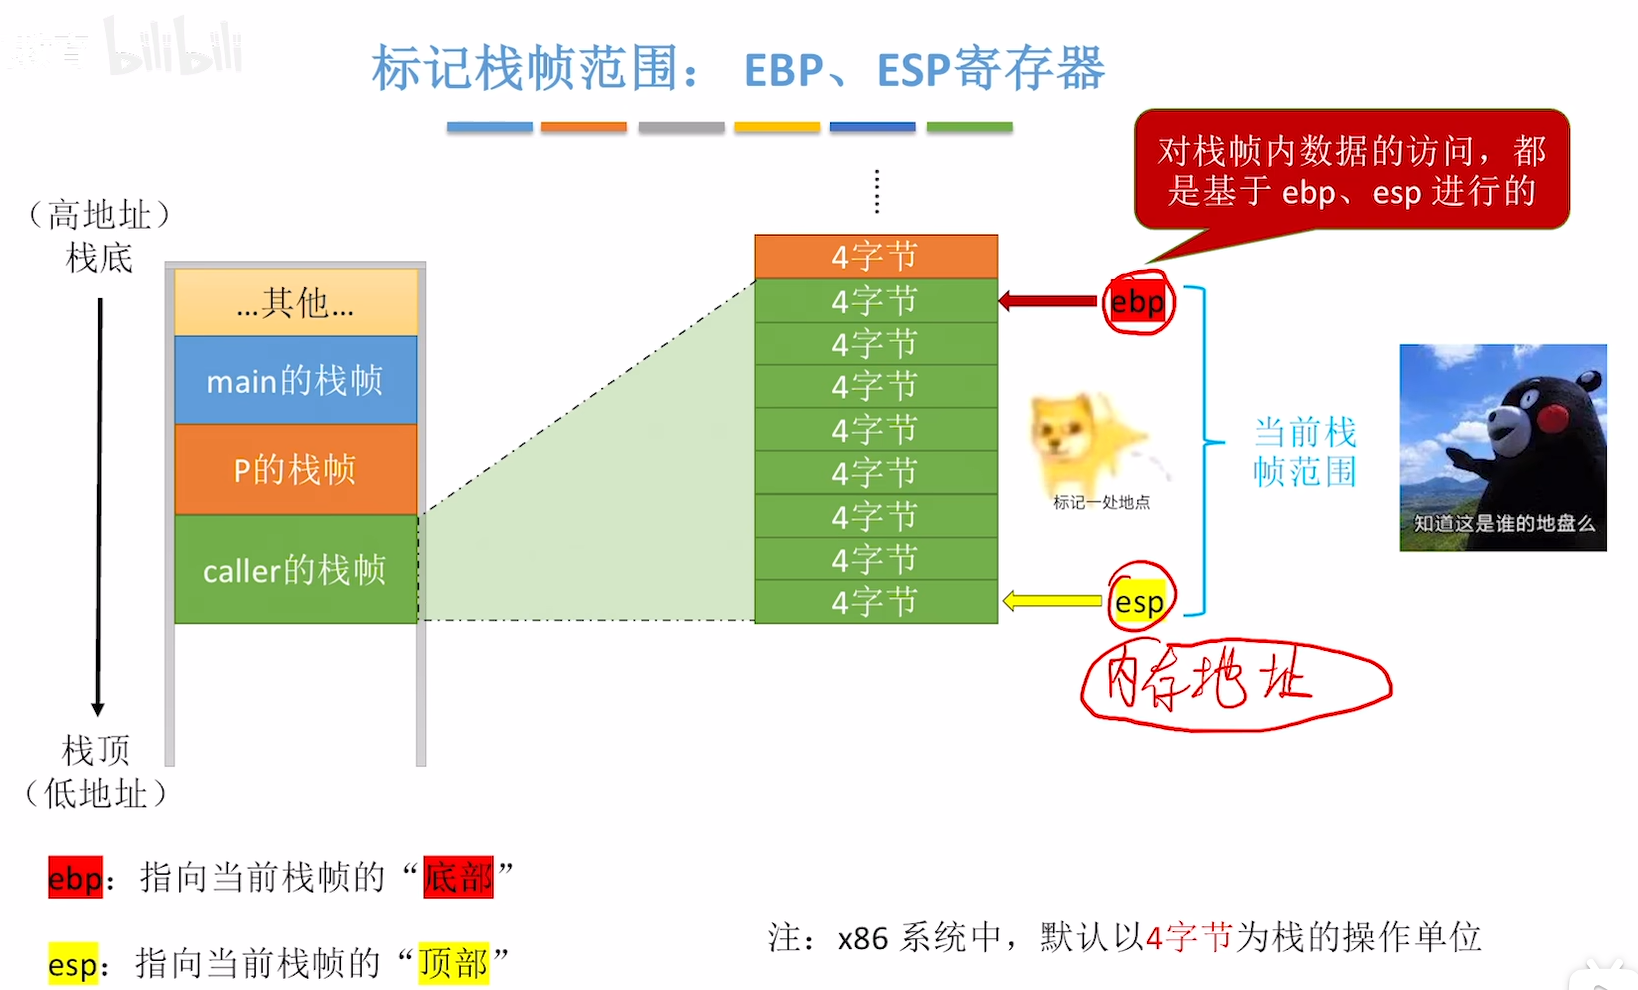 bilibili
标记栈帧范围： EBP、ESP寄存器
对栈帧内数据的访问，都
是基于 ebp、esp 进行的
（高地址）
栈底
...其他...
main的栈帧
P的栈帧
caller的栈帧
栈顶
（低地址）
4字节
4字节
4字节
4字节
4字节
4字节
4字节
4字节
4字节
ebp
标记一处地点
当前栈
帧范围
知道这是谁的地盘么
esp
内存地址
ebp：指向当前栈帧的“底部”
esp：指向当前栈帧的“顶部”
注：x86 系统中，默认以4字节为栈的操作单位